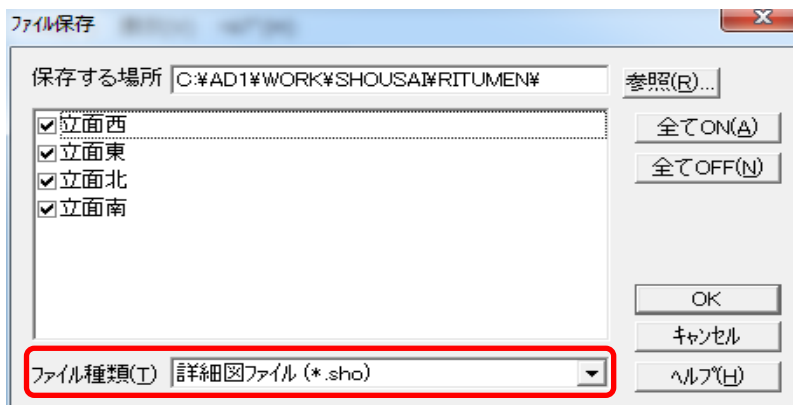 ファイル保存
保存する場所 C:¥AD1¥WORK¥SHOUSAI¥RITUMEN¥ 参照(R)...
立面西
立面東
立面北
立面南
全てON(A)
全てOFF(N)
OK
キャンセル
ヘルプ(H)
ファイル種類(T) 詳細図ファイル (*.sho)